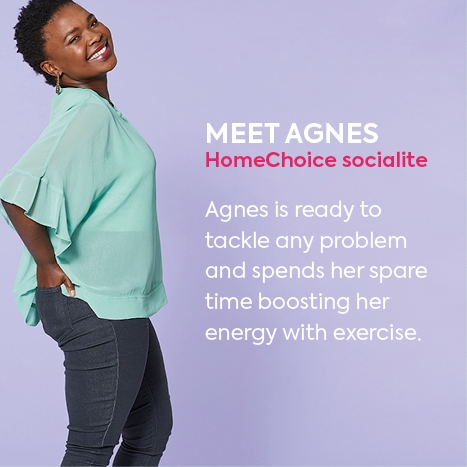 MEET AGNES
HomeChoice socialite
Agnes is ready to
tackle any problem
and spends her spare
time boosting her
energy with exercise.